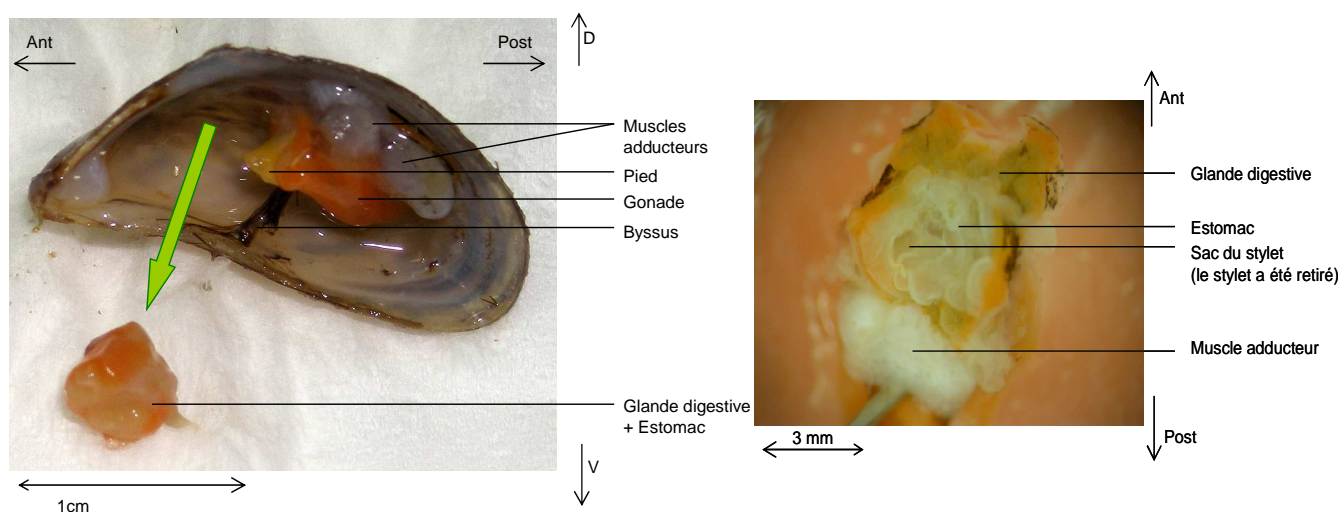 Ant
Post
D
Muscles
adducteurs
Pied
Gonade
Byssus
Glande digestive
+ Estomac
V
1cm
Ant
Glande digestive
Estomac
Sac du stylet
(le stylet a été retiré)
Muscle adducteur
3 mm
Post